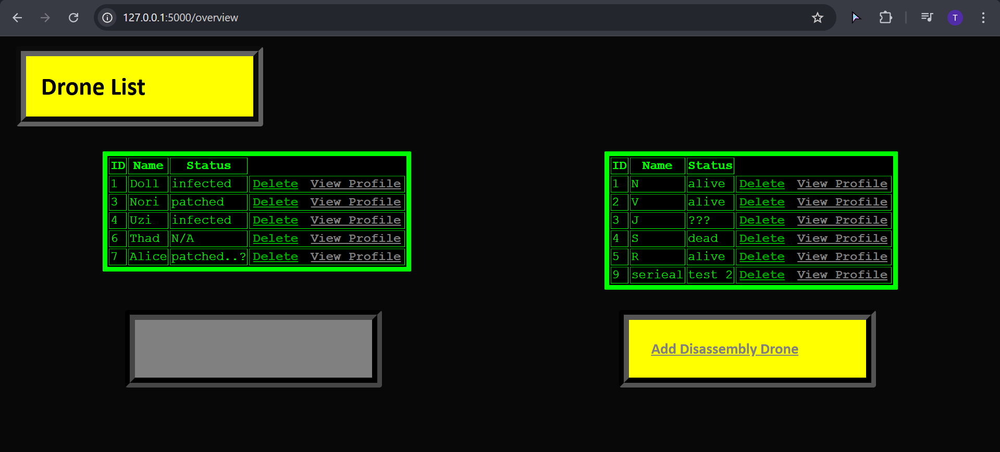 127.0.0.1:5000/overview
T
Drone List
ID Name Status
1 Doll infected Delete View Profile
3 Nori patched Delete View Profile
4 Uzi infected Delete View Profile
6 Thad N/A Delete View Profile
7 Alice patched..? Delete View Profile
ID Name Status
1 N alive Delete View Profile
2 V alive Delete View Profile
3 J ??? Delete View Profile
4 S dead Delete View Profile
5 R alive Delete View Profile
9 serieal test 2 Delete View Profile
Add Disassembly Drone